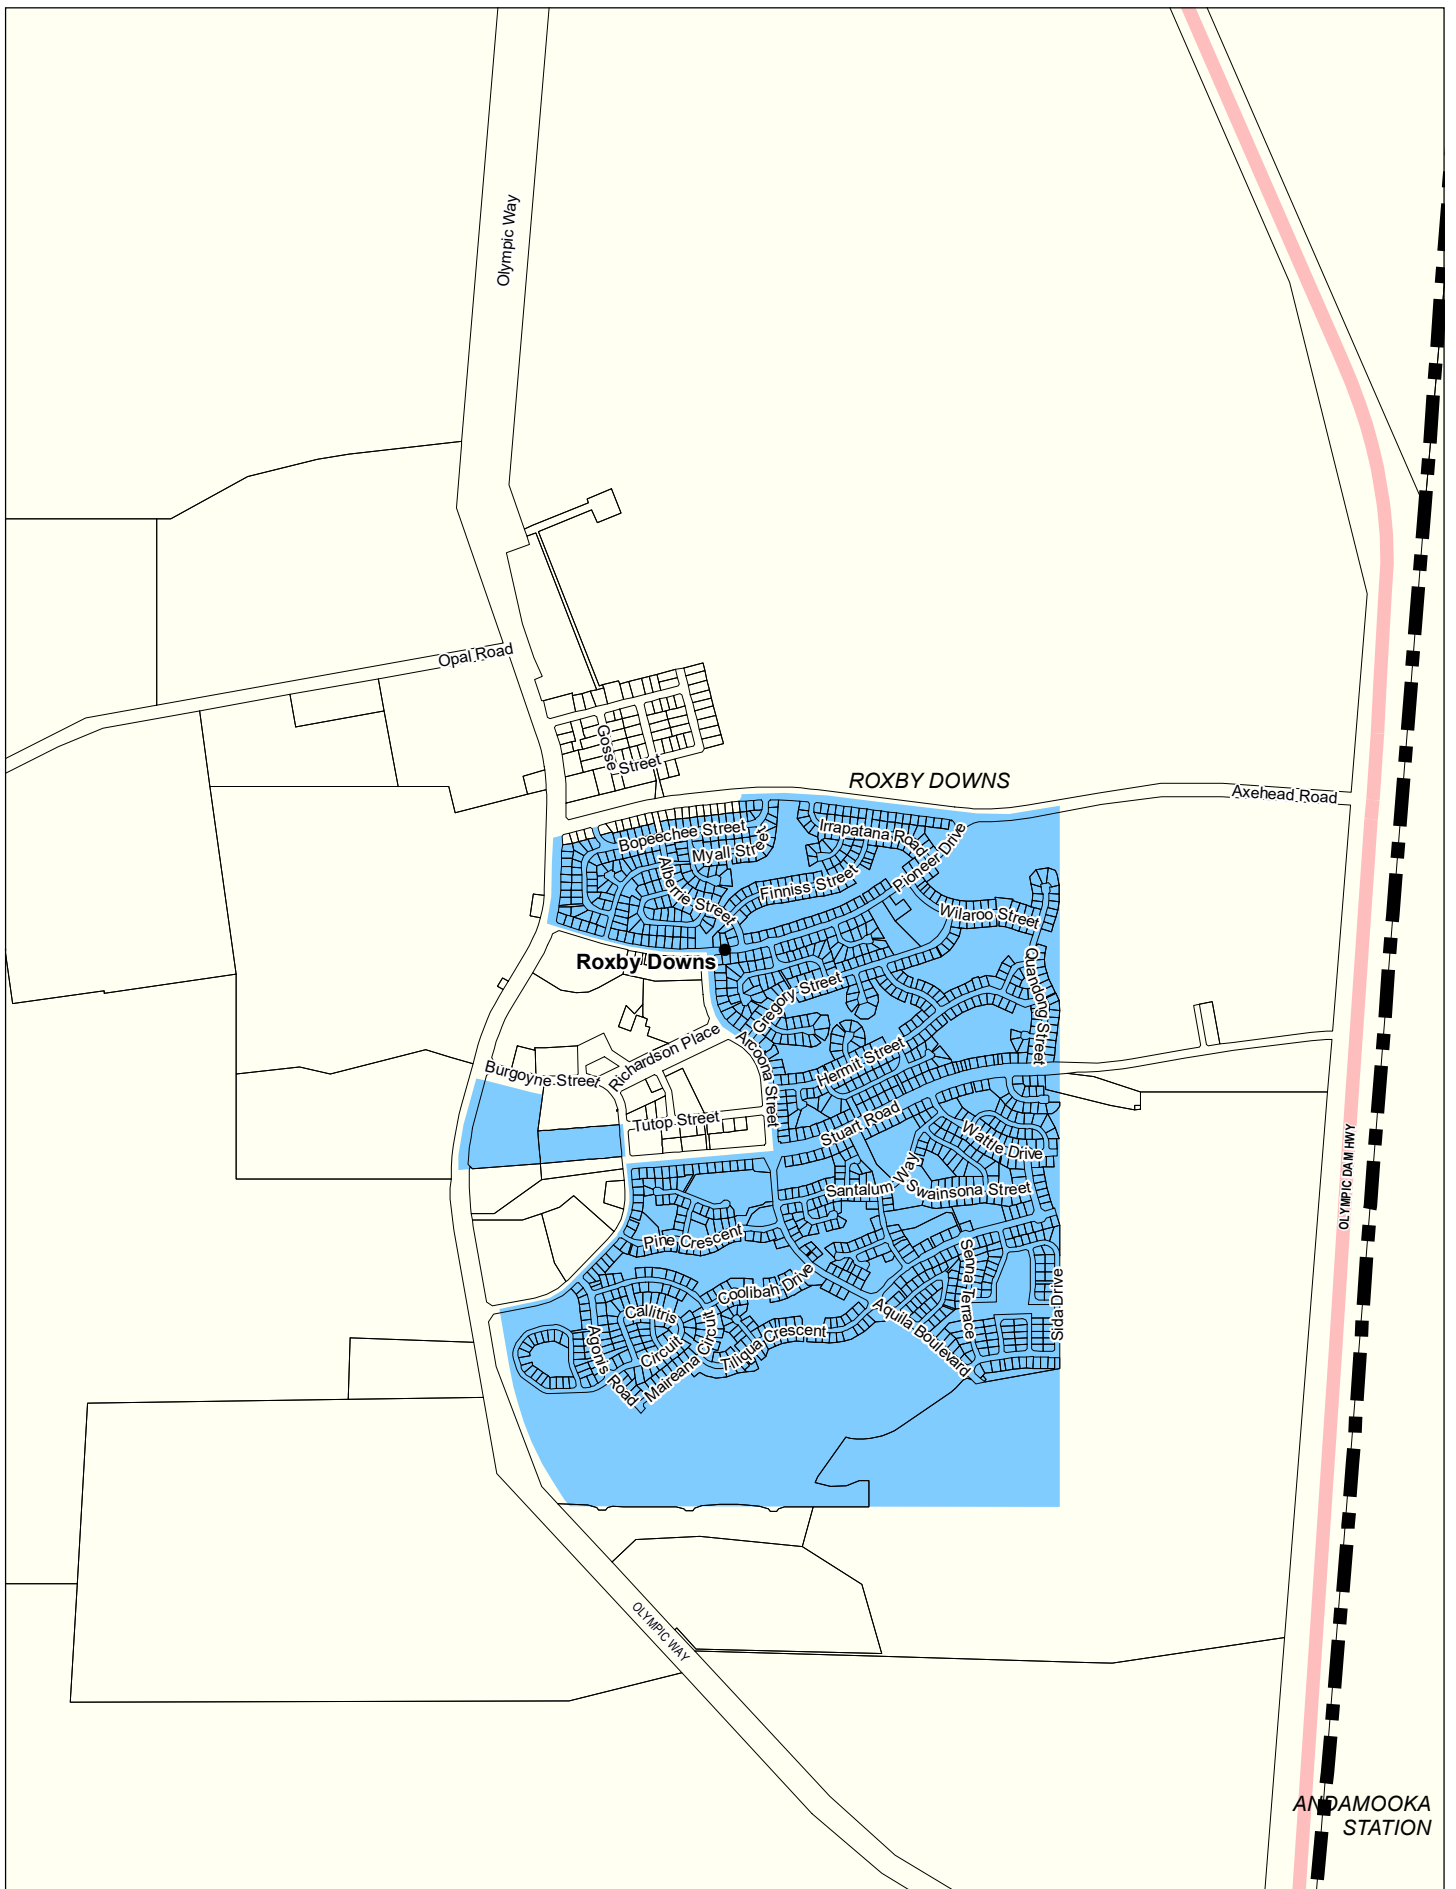 Olympic Way
Opal Road
Gosse
Street
ROXBY DOWNS
Axehead Road
Bopeechee Street
Irrapatana Road
Myall Street
Pioneer Drive
Alberrie Street
Finniss Street
Wilaroo Street
Roxby Downs
Quandong Street
Gregory Street
Richardson Place
Arcoona Street
Hermit Street
Burgoyne Street
Tutop Street
Stuart Road
Wattle Drive
OLYMPIC DAM HWY
Santalum Way
Swainsona Street
Pine Crescent
Senna Terrace
Coolibah Drive
Sida Drive
Callitris
Circuit
Aquila Boulevard
Agonis Road
Maireana Circuit
Tiliqua Crescent
OLYMPIC WAY
ANDAMOOKA
STATION